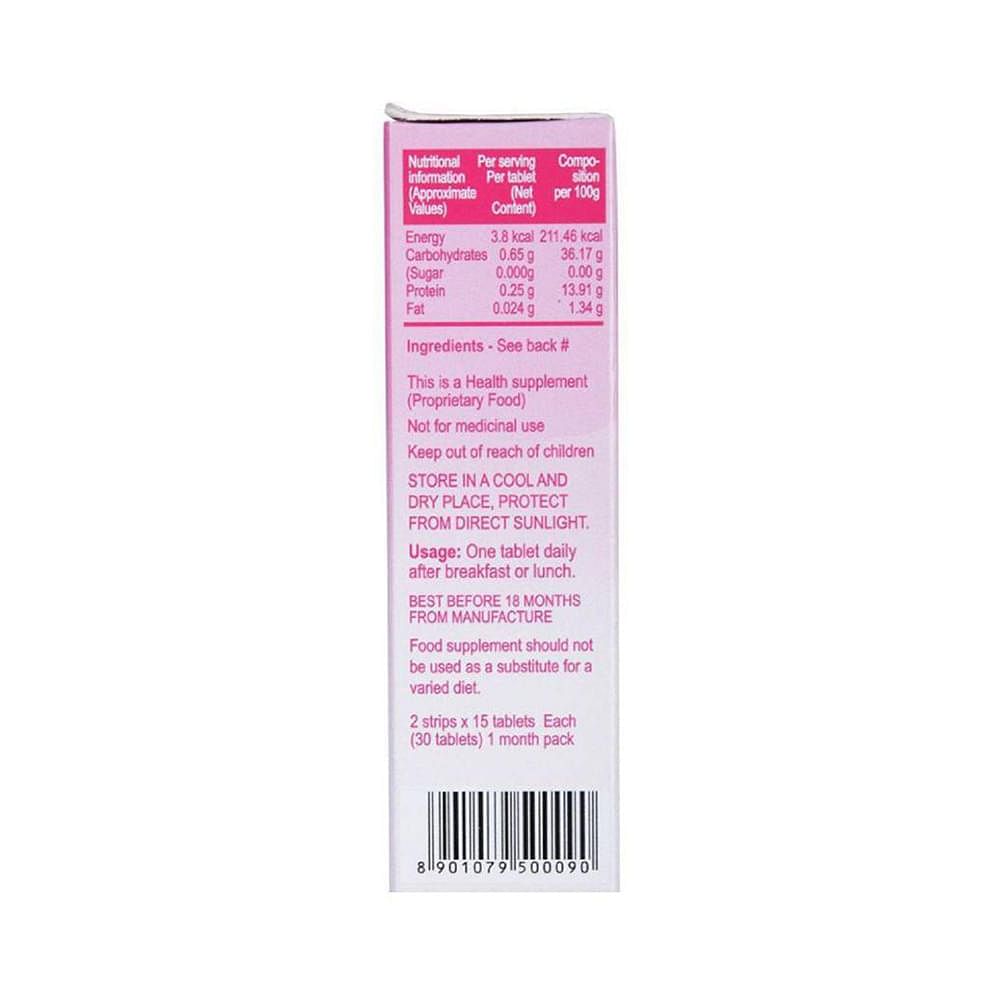 Nutritional Per serving Compo-
information Per tablet sition
(Approximate (Net per 100g
Values) Content)
Energy 3.8 kcal 211.46 kcal
Carbohydrates 0.65 g 36.17 g
(Sugar 0.000g 0.00 g
Protein 0.25 g 13.91 g
Fat 0.024 g 1.34 g
Ingredients - See back #
This is a Health supplement
(Proprietary Food)
Not for medicinal use
Keep out of reach of children
STORE IN A COOL AND
DRY PLACE, PROTECT
FROM DIRECT SUNLIGHT.
Usage: One tablet daily
after breakfast or lunch.
BEST BEFORE 18 MONTHS
FROM MANUFACTURE
Food supplement should not
be used as a substitute for a
varied diet.
2 strips x 15 tablets Each
(30 tablets) 1 month pack
8 901079 500090